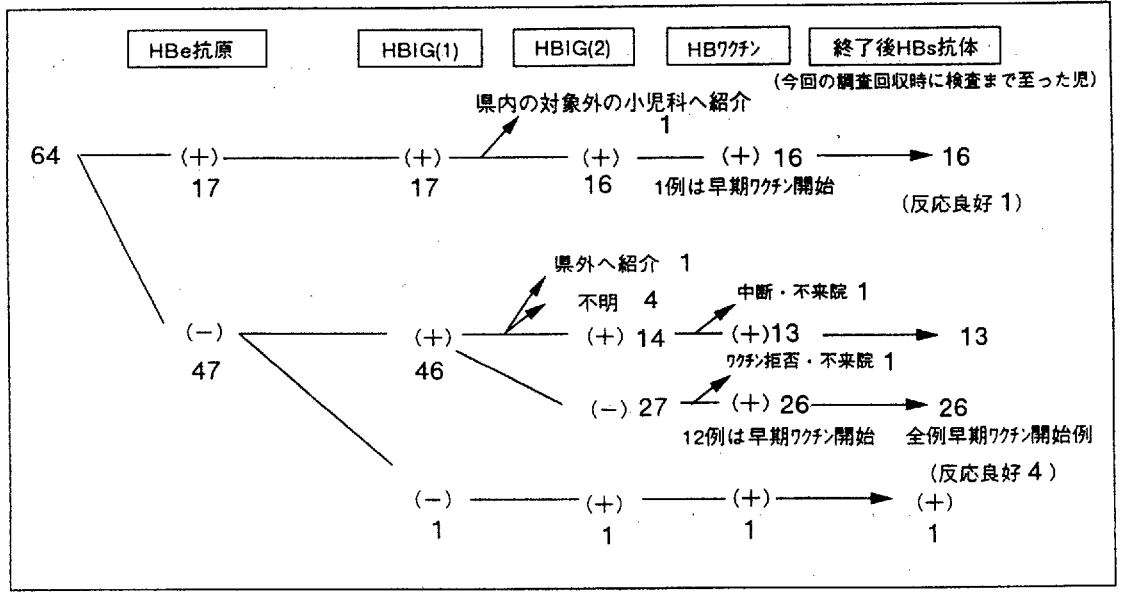 HBe抗原 HBIG(1) HBIG(2) HBワクチン 終了後HBs抗体
(今回の調査回収時に検査まで至った児)
県内の対象外の小児科へ紹介
1
64 (+) (+) (+) (+) 16 16
17 17 16 1例は早期ワクチン開始
(反応良好 1)
県外へ紹介 1
不明 4 中断・不来院 1
(−) (+) (+) 14 (+)13 13
47 46 ワクチン拒否・不来院 1
(−) 27 (+) 26 26
12例は早期ワクチン開始 全例早期ワクチン開始例
(反応良好 4)
(−) (+) (+) (+)
1 1 1 1